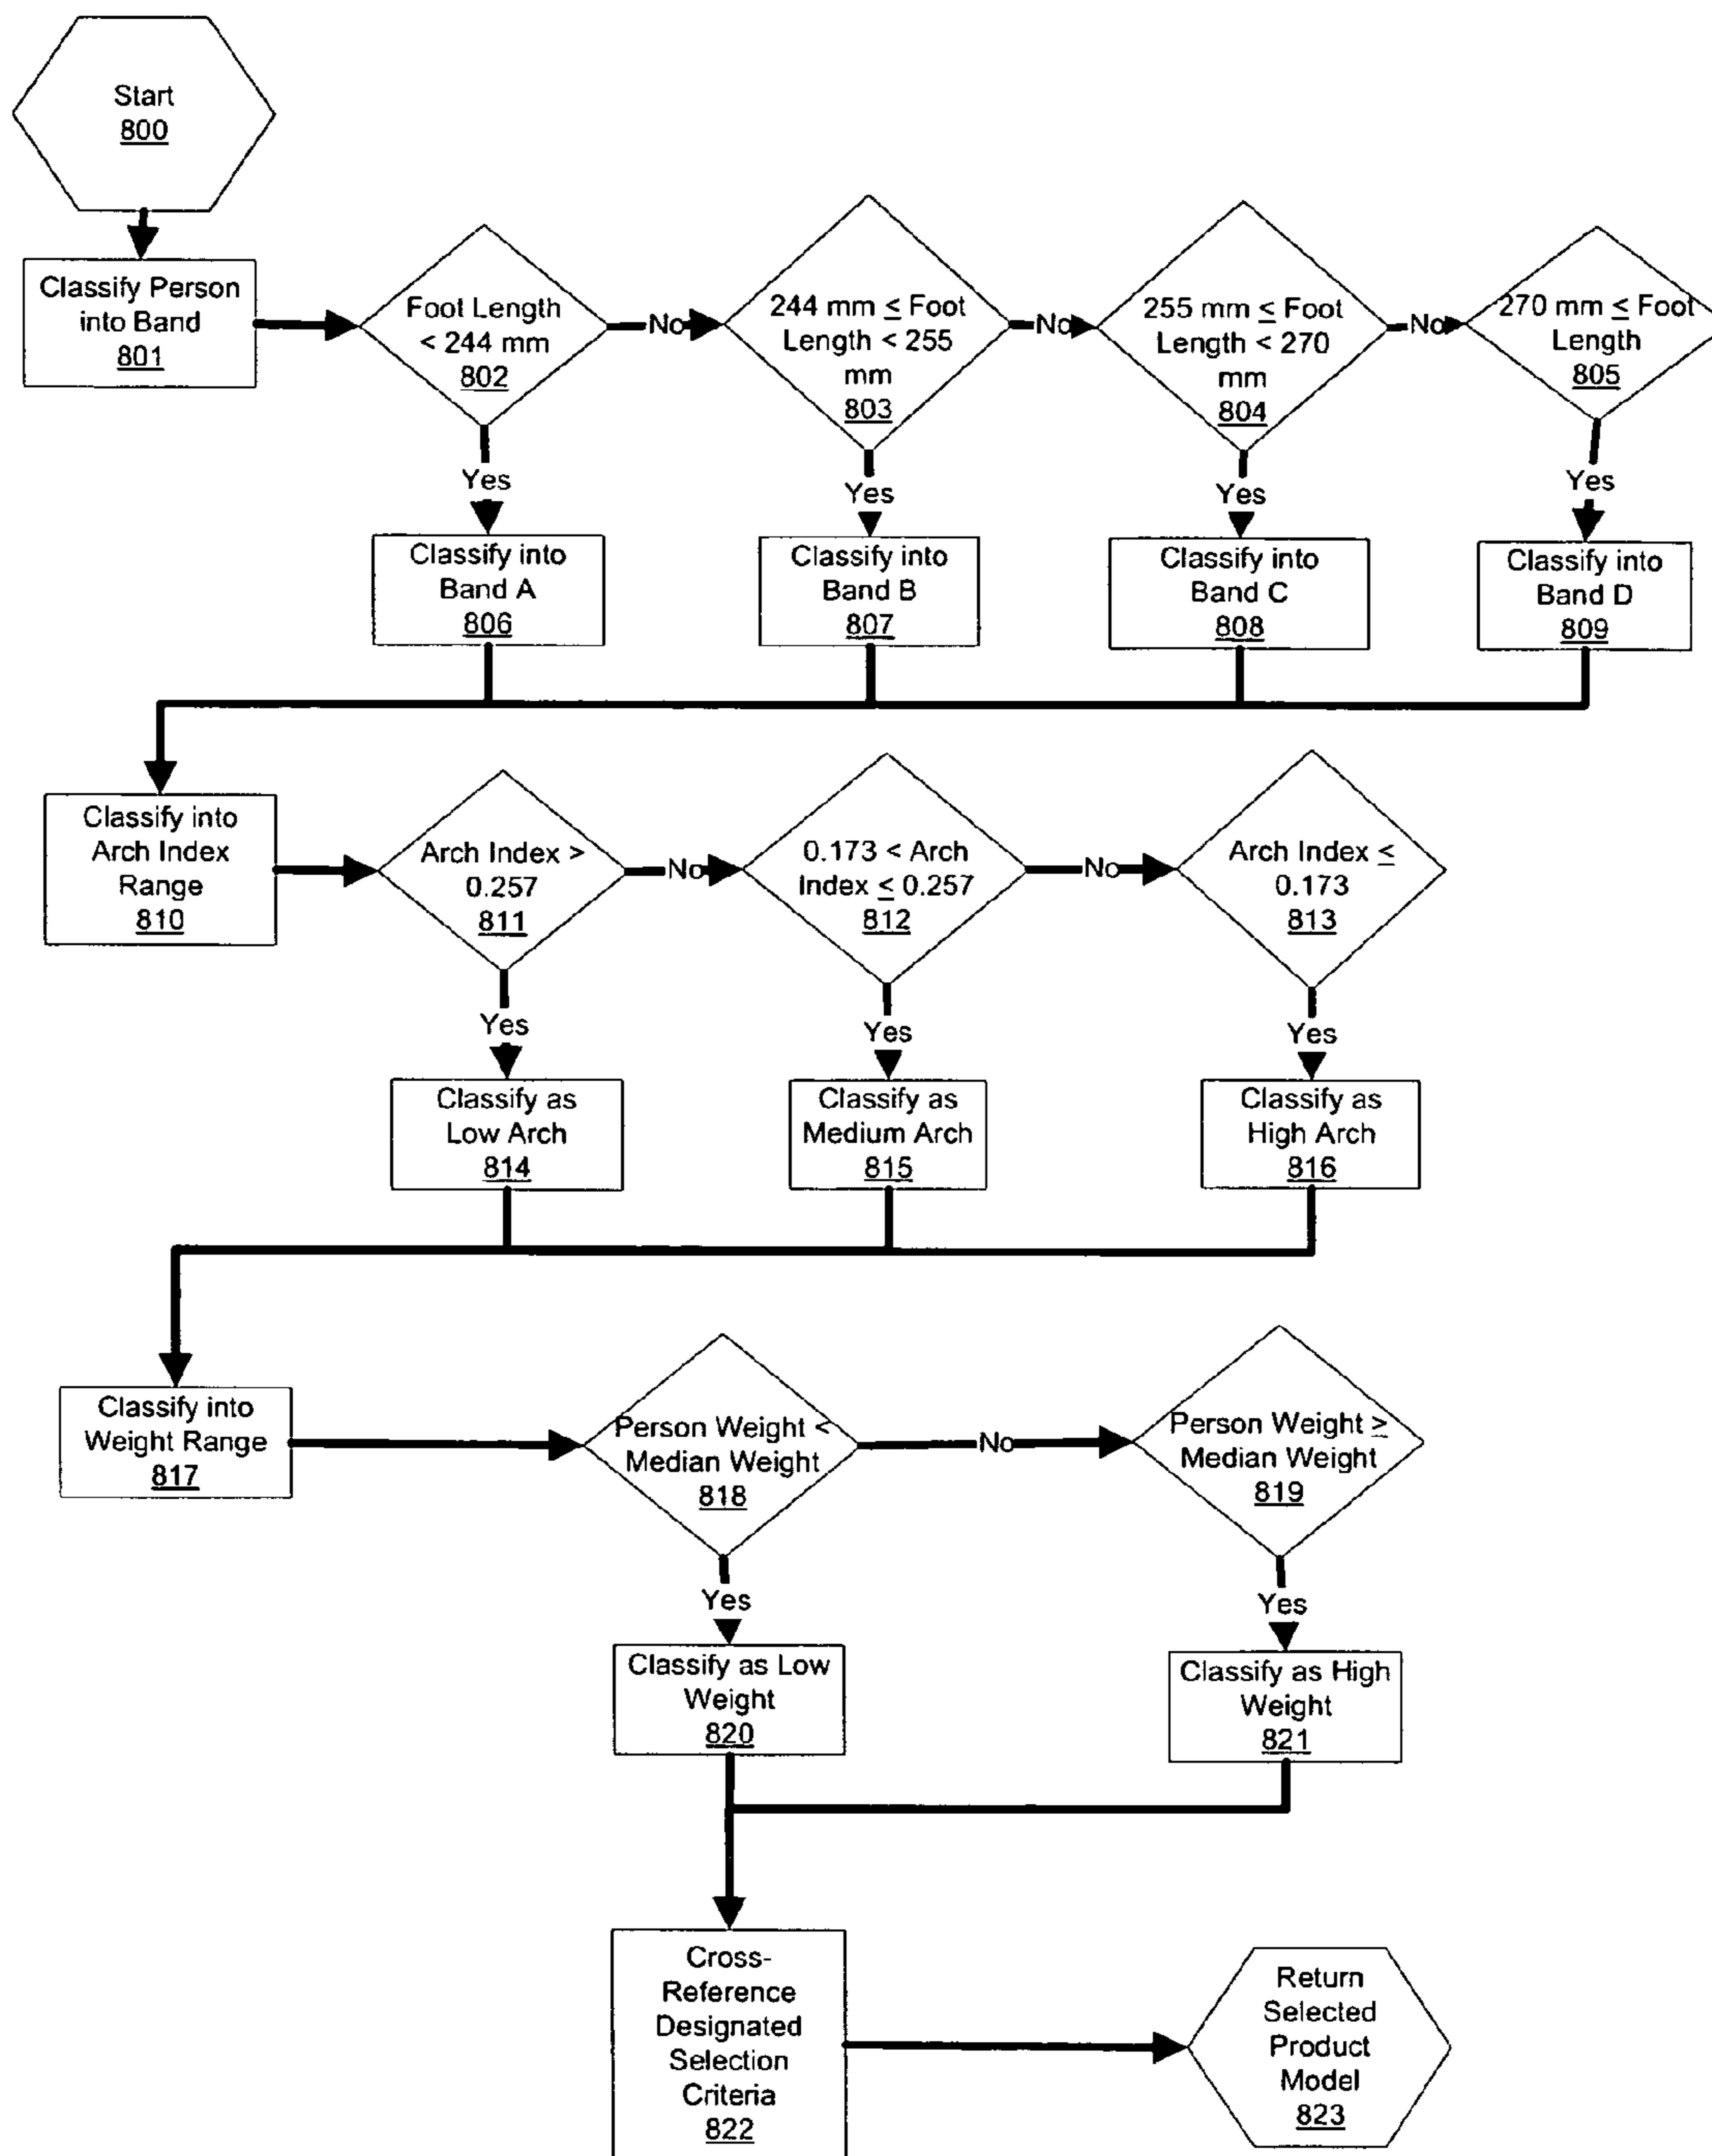 Start
800
Classify Person
into Band
801
Foot Length
< 244 mm
802
No
244 mm ≤ Foot
Length < 255
mm
803
No
255 mm ≤ Foot
Length < 270
mm
804
No
270 mm ≤ Foot
Length
805
Yes
Yes
Yes
Yes
Classify into
Band A
806
Classify into
Band B
807
Classify into
Band C
808
Classify into
Band D
809
Classify into
Arch Index
Range
810
Arch Index >
0.257
811
No
0.173 < Arch
Index ≤ 0.257
812
No
Arch Index ≤
0.173
813
Yes
Yes
Yes
Classify as
Low Arch
814
Classify as
Medium Arch
815
Classify as
High Arch
816
Classify into
Weight Range
817
Person Weight <
Median Weight
818
No
Person Weight ≥
Median Weight
819
Yes
Yes
Classify as Low
Weight
820
Classify as High
Weight
821
Cross-
Reference
Designated
Selection
Criteria
822
Return
Selected
Product
Model
823